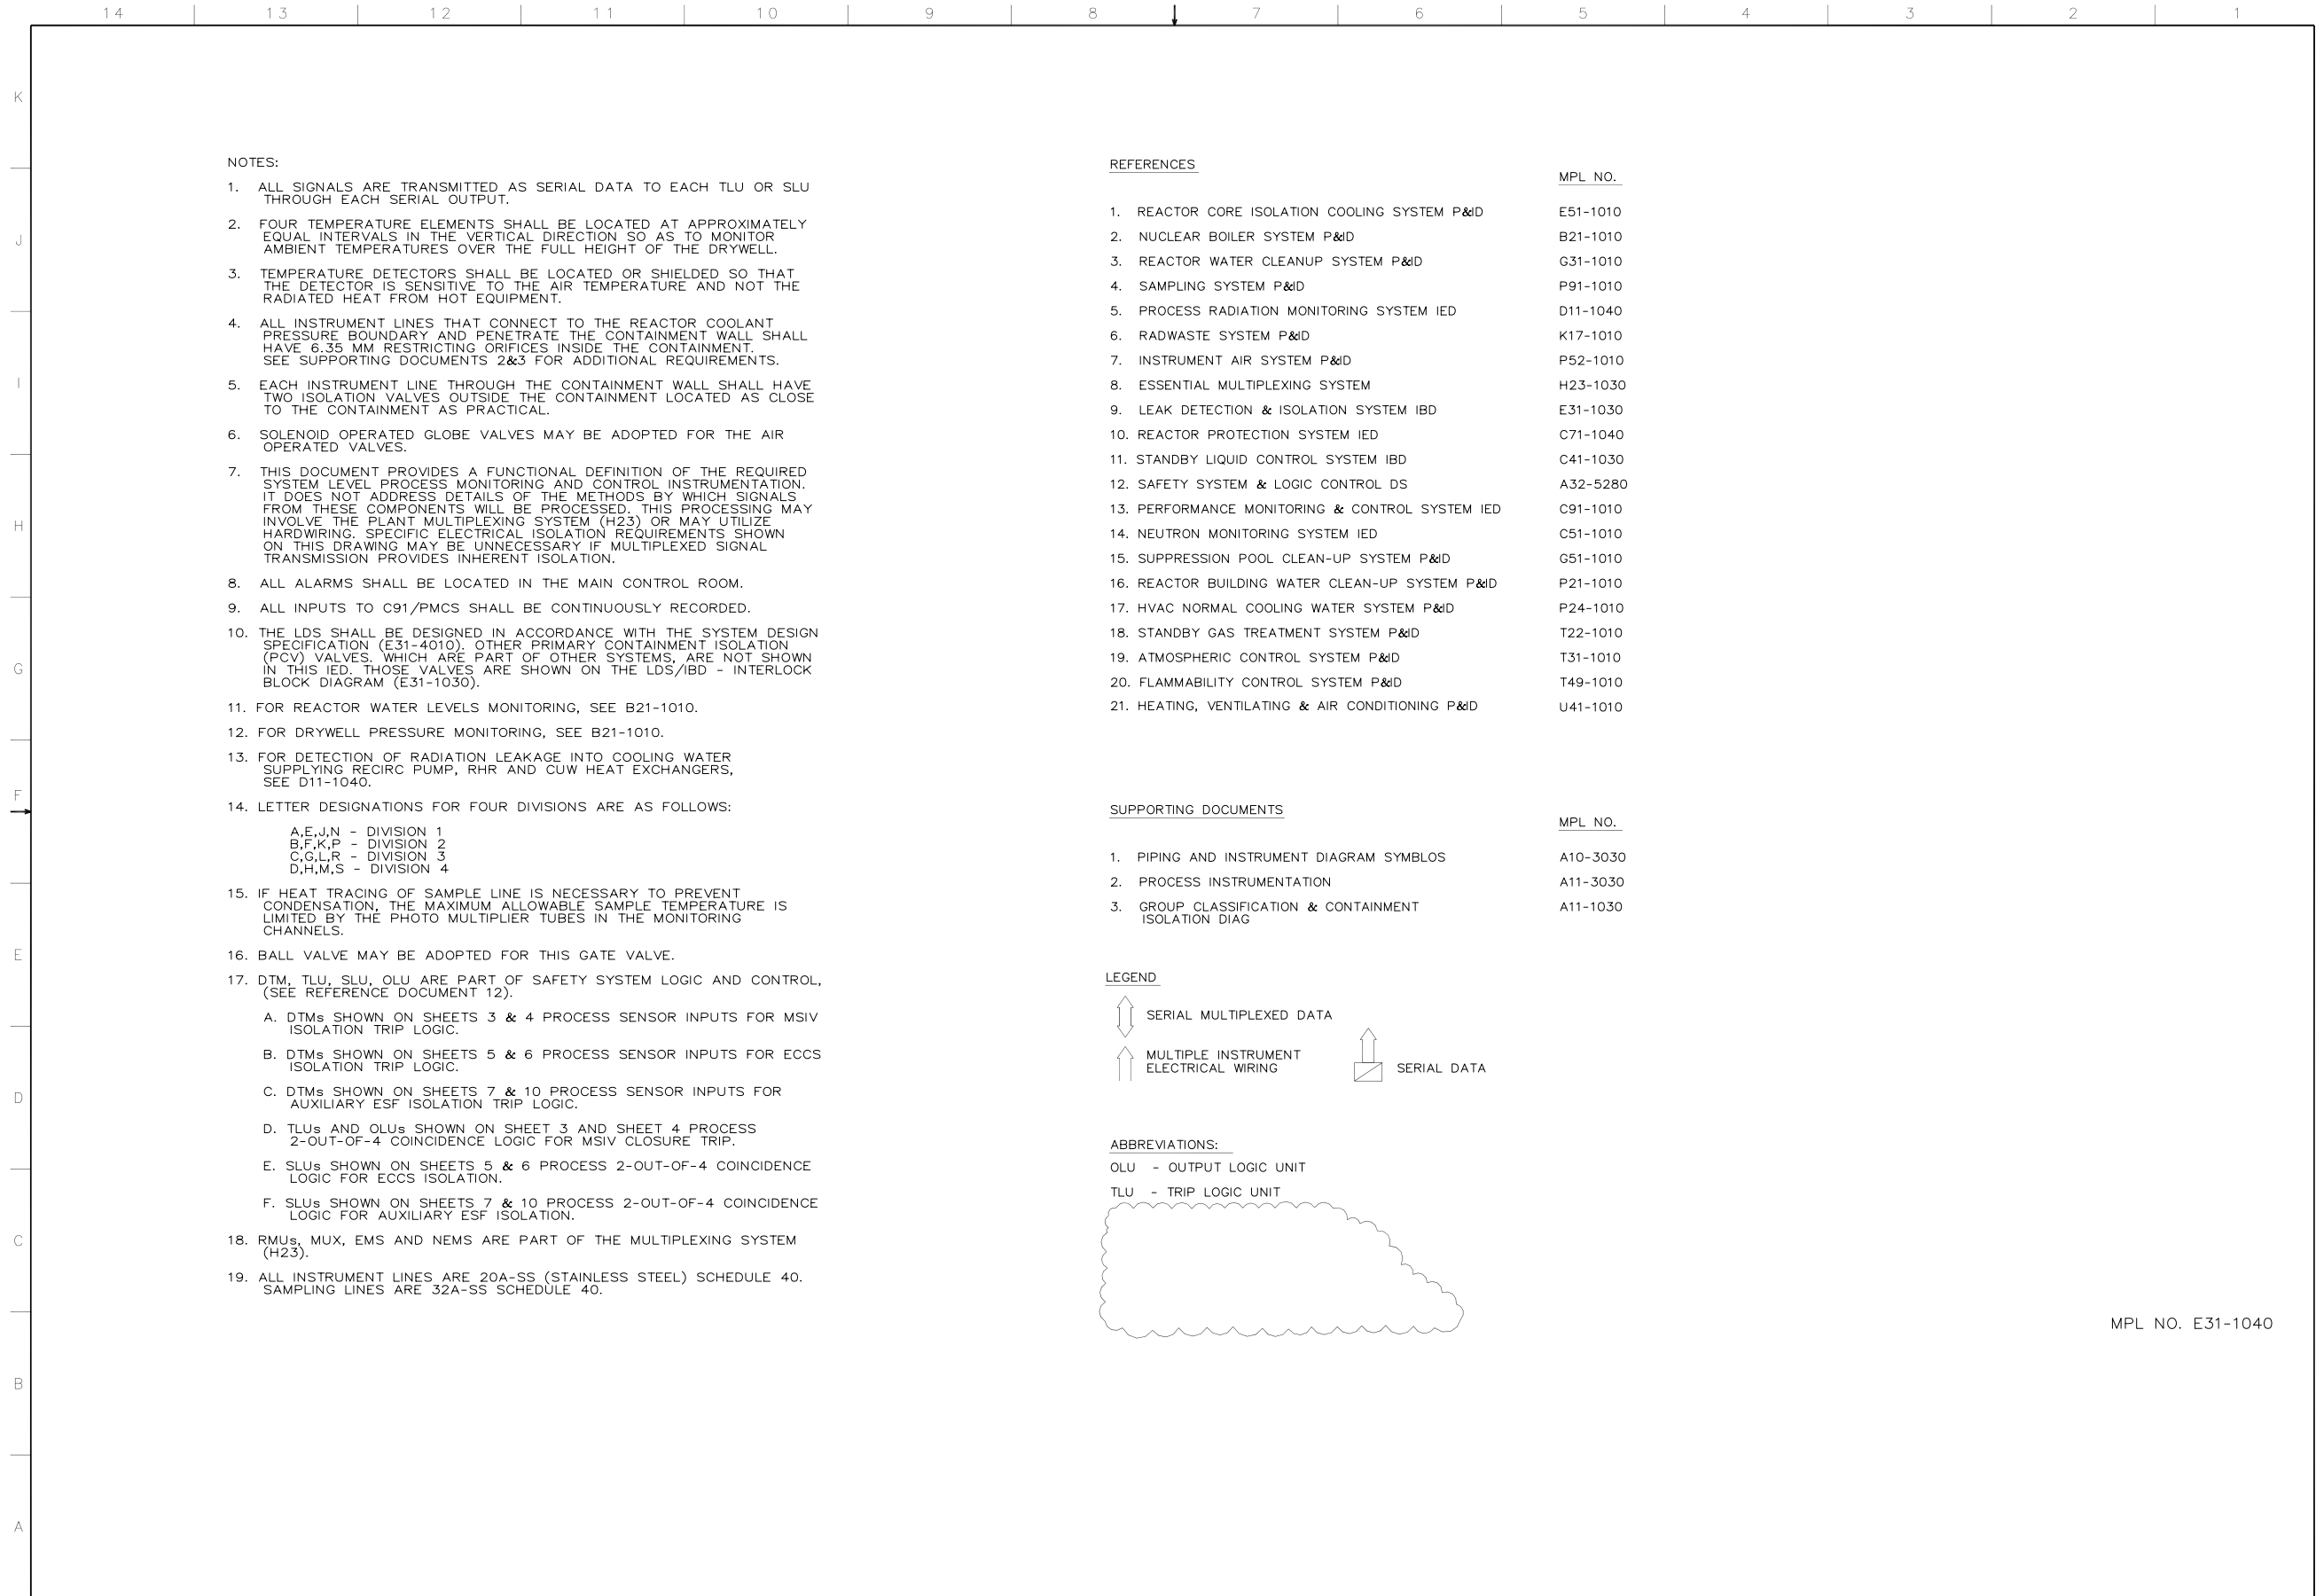 14 13 12 11 10 9 8 7 6 5 4 3 2 1
K
J
I
H
G
F
E
D
C
B
A
NOTES:
1. ALL SIGNALS ARE TRANSMITTED AS SERIAL DATA TO EACH TLU OR SLU
THROUGH EACH SERIAL OUTPUT.
2. FOUR TEMPERATURE ELEMENTS SHALL BE LOCATED AT APPROXIMATELY
EQUAL INTERVALS IN THE VERTICAL DIRECTION SO AS TO MONITOR
AMBIENT TEMPERATURES OVER THE FULL HEIGHT OF THE DRYWELL.
3. TEMPERATURE DETECTORS SHALL BE LOCATED OR SHIELDED SO THAT
THE DETECTOR IS SENSITIVE TO THE AIR TEMPERATURE AND NOT THE
RADIATED HEAT FROM HOT EQUIPMENT.
4. ALL INSTRUMENT LINES THAT CONNECT TO THE REACTOR COOLANT
PRESSURE BOUNDARY AND PENETRATE THE CONTAINMENT WALL SHALL
HAVE 6.35 MM RESTRICTING ORIFICES INSIDE THE CONTAINMENT.
SEE SUPPORTING DOCUMENTS 2&3 FOR ADDITIONAL REQUIREMENTS.
5. EACH INSTRUMENT LINE THROUGH THE CONTAINMENT WALL SHALL HAVE
TWO ISOLATION VALVES OUTSIDE THE CONTAINMENT LOCATED AS CLOSE
TO THE CONTAINMENT AS PRACTICAL.
6. SOLENOID OPERATED GLOBE VALVES MAY BE ADOPTED FOR THE AIR
OPERATED VALVES.
7. THIS DOCUMENT PROVIDES A FUNCTIONAL DEFINITION OF THE REQUIRED
SYSTEM LEVEL PROCESS MONITORING AND CONTROL INSTRUMENTATION.
IT DOES NOT ADDRESS DETAILS OF THE METHODS BY WHICH SIGNALS
FROM THESE COMPONENTS WILL BE PROCESSED. THIS PROCESSING MAY
INVOLVE THE PLANT MULTIPLEXING SYSTEM (H23) OR MAY UTILIZE
HARDWIRING. SPECIFIC ELECTRICAL ISOLATION REQUIREMENTS SHOWN
ON THIS DRAWING MAY BE UNNECESSARY IF MULTIPLEXED SIGNAL
TRANSMISSION PROVIDES INHERENT ISOLATION.
8. ALL ALARMS SHALL BE LOCATED IN THE MAIN CONTROL ROOM.
9. ALL INPUTS TO C91/PMCS SHALL BE CONTINUOUSLY RECORDED.
10. THE LDS SHALL BE DESIGNED IN ACCORDANCE WITH THE SYSTEM DESIGN
SPECIFICATION (E31-4010). OTHER PRIMARY CONTAINMENT ISOLATION
(PCV) VALVES. WHICH ARE PART OF OTHER SYSTEMS, ARE NOT SHOWN
IN THIS IED. THOSE VALVES ARE SHOWN ON THE LDS/IBD - INTERLOCK
BLOCK DIAGRAM (E31-1030).
11. FOR REACTOR WATER LEVELS MONITORING, SEE B21-1010.
12. FOR DRYWELL PRESSURE MONITORING, SEE B21-1010.
13. FOR DETECTION OF RADIATION LEAKAGE INTO COOLING WATER
SUPPLYING RECIRC PUMP, RHR AND CUW HEAT EXCHANGERS,
SEE D11-1040.
14. LETTER DESIGNATIONS FOR FOUR DIVISIONS ARE AS FOLLOWS:
A,E,J,N - DIVISION 1
B,F,K,P - DIVISION 2
C,G,L,R - DIVISION 3
D,H,M,S - DIVISION 4
15. IF HEAT TRACING OF SAMPLE LINE IS NECESSARY TO PREVENT
CONDENSATION, THE MAXIMUM ALLOWABLE SAMPLE TEMPERATURE IS
LIMITED BY THE PHOTO MULTIPLIER TUBES IN THE MONITORING
CHANNELS.
16. BALL VALVE MAY BE ADOPTED FOR THIS GATE VALVE.
17. DTM, TLU, SLU, OLU ARE PART OF SAFETY SYSTEM LOGIC AND CONTROL,
(SEE REFERENCE DOCUMENT 12).
A. DTMs SHOWN ON SHEETS 3 & 4 PROCESS SENSOR INPUTS FOR MSIV
ISOLATION TRIP LOGIC.
B. DTMs SHOWN ON SHEETS 5 & 6 PROCESS SENSOR INPUTS FOR ECCS
ISOLATION TRIP LOGIC.
C. DTMs SHOWN ON SHEETS 7 & 10 PROCESS SENSOR INPUTS FOR
AUXILIARY ESF ISOLATION TRIP LOGIC.
D. TLUs AND OLUs SHOWN ON SHEET 3 AND SHEET 4 PROCESS
2-OUT-OF-4 COINCIDENCE LOGIC FOR MSIV CLOSURE TRIP.
E. SLUs SHOWN ON SHEETS 5 & 6 PROCESS 2-OUT-OF-4 COINCIDENCE
LOGIC FOR ECCS ISOLATION.
F. SLUs SHOWN ON SHEETS 7 & 10 PROCESS 2-OUT-OF-4 COINCIDENCE
LOGIC FOR AUXILIARY ESF ISOLATION.
18. RMUs, MUX, EMS AND NEMS ARE PART OF THE MULTIPLEXING SYSTEM
(H23).
19. ALL INSTRUMENT LINES ARE 20A-SS (STAINLESS STEEL) SCHEDULE 40.
SAMPLING LINES ARE 32A-SS SCHEDULE 40.
REFERENCES
MPL NO.
1. REACTOR CORE ISOLATION COOLING SYSTEM P&ID E51-1010
2. NUCLEAR BOILER SYSTEM P&ID B21-1010
3. REACTOR WATER CLEANUP SYSTEM P&ID G31-1010
4. SAMPLING SYSTEM P&ID P91-1010
5. PROCESS RADIATION MONITORING SYSTEM IED D11-1040
6. RADWASTE SYSTEM P&ID K17-1010
7. INSTRUMENT AIR SYSTEM P&ID P52-1010
8. ESSENTIAL MULTIPLEXING SYSTEM H23-1030
9. LEAK DETECTION & ISOLATION SYSTEM IBD E31-1030
10. REACTOR PROTECTION SYSTEM IED C71-1040
11. STANDBY LIQUID CONTROL SYSTEM IBD C41-1030
12. SAFETY SYSTEM & LOGIC CONTROL DS A32-5280
13. PERFORMANCE MONITORING & CONTROL SYSTEM IED C91-1010
14. NEUTRON MONITORING SYSTEM IED C51-1010
15. SUPPRESSION POOL CLEAN-UP SYSTEM P&ID G51-1010
16. REACTOR BUILDING WATER CLEAN-UP SYSTEM P&ID P21-1010
17. HVAC NORMAL COOLING WATER SYSTEM P&ID P24-1010
18. STANDBY GAS TREATMENT SYSTEM P&ID T22-1010
19. ATMOSPHERIC CONTROL SYSTEM P&ID T31-1010
20. FLAMMABILITY CONTROL SYSTEM P&ID T49-1010
21. HEATING, VENTILATING & AIR CONDITIONING P&ID U41-1010
SUPPORTING DOCUMENTS
MPL NO.
1. PIPING AND INSTRUMENT DIAGRAM SYMBLOS A10-3030
2. PROCESS INSTRUMENTATION A11-3030
3. GROUP CLASSIFICATION & CONTAINMENT A11-1030
ISOLATION DIAG
LEGEND
SERIAL MULTIPLEXED DATA
MULTIPLE INSTRUMENT
ELECTRICAL WIRING
SERIAL DATA
ABBREVIATIONS:
OLU - OUTPUT LOGIC UNIT
TLU - TRIP LOGIC UNIT
MPL NO. E31-1040